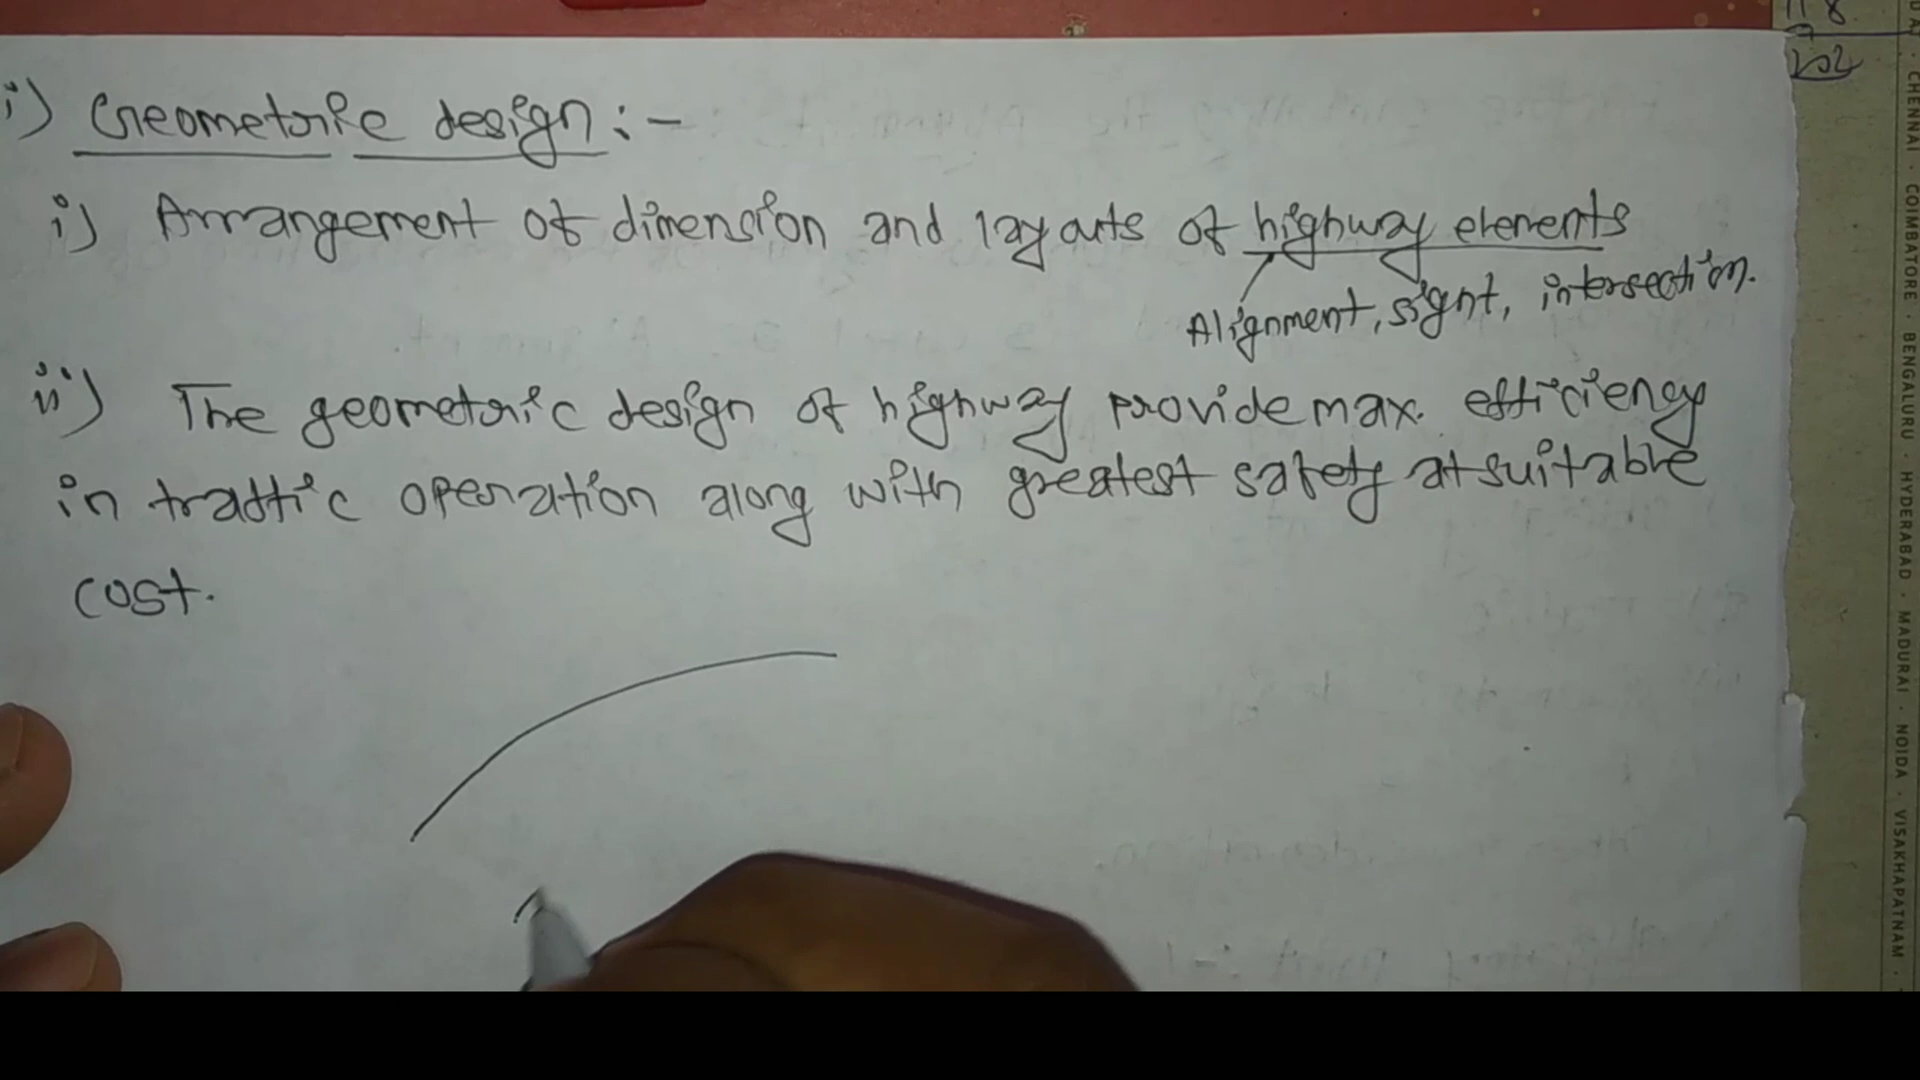 i) Geometric design :-
i) Arrangement of dimension and layouts of highway elements
Alignment, sight, intersection.
ii) The geometric design of highway provide max. efficiency
in traffic operation along with greatest safety at suitable
cost.
CHENNAI · COIMBATORE · BENGALURU · HYDERABAD · MADURAI · NOIDA · VISAKHAPATNAM ·